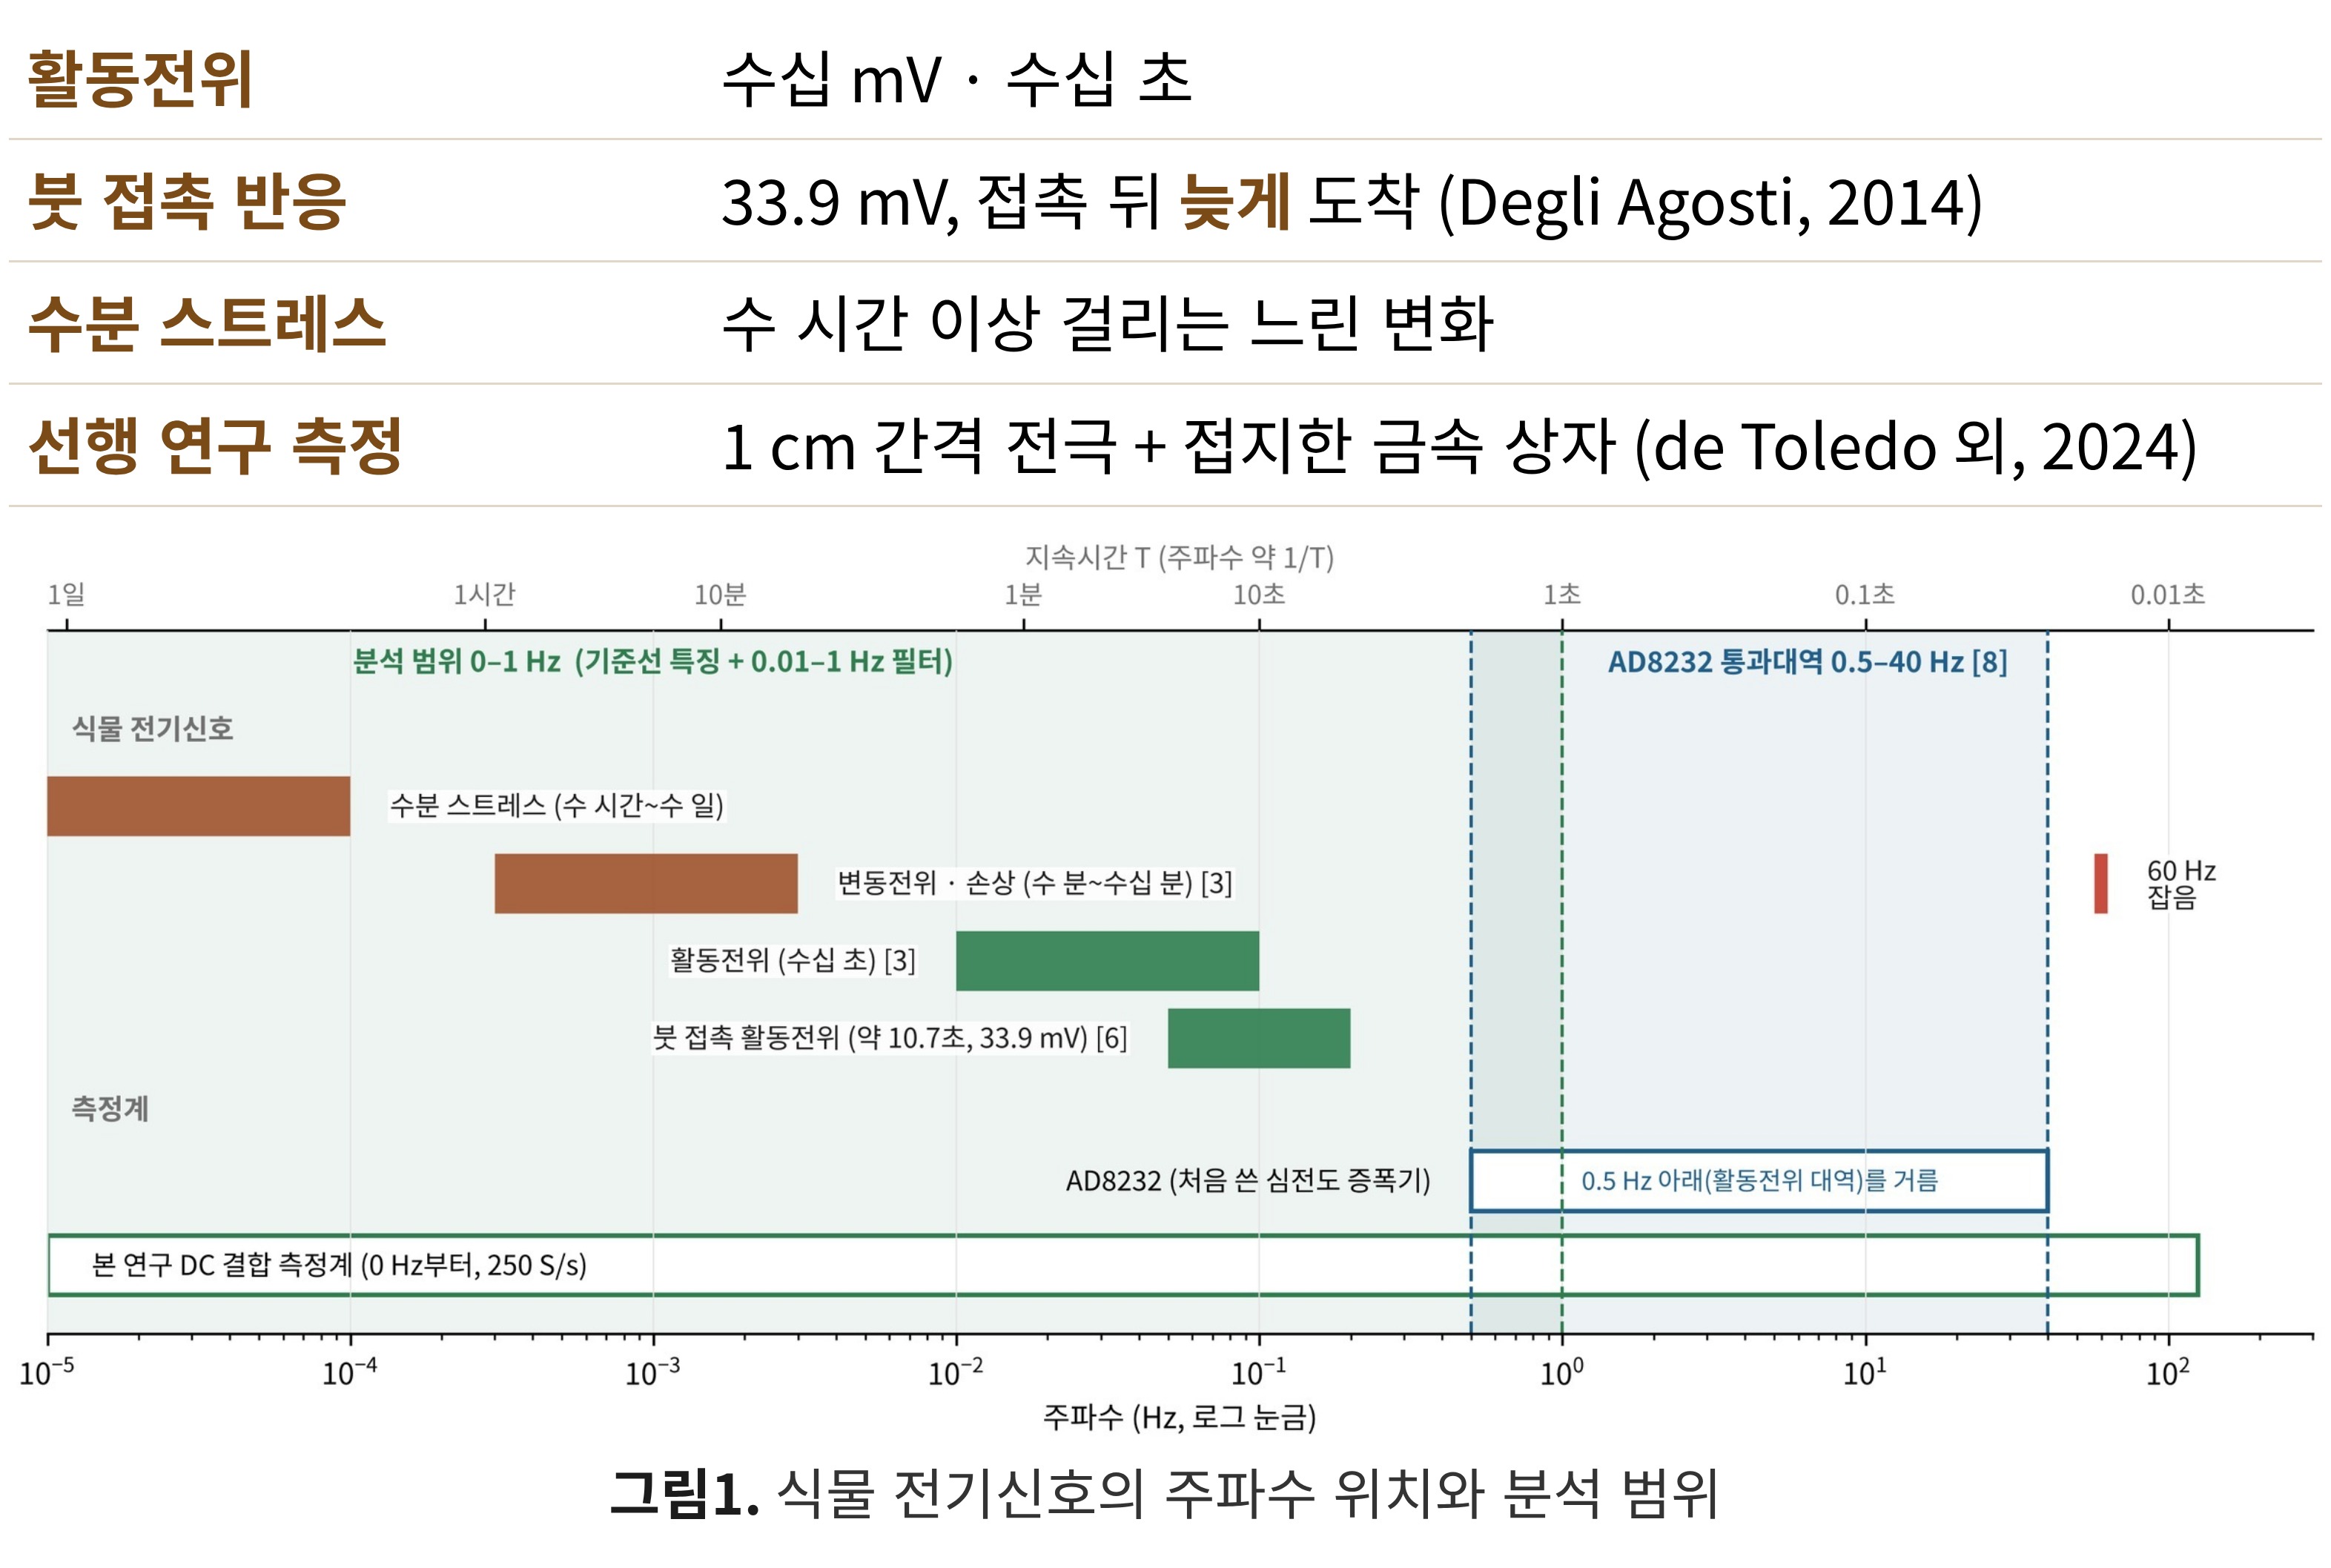 활동전위 수십 mV · 수십 초
붓 접촉 반응 33.9 mV, 접촉 뒤 늦게 도착 (Degli Agosti, 2014)
수분 스트레스 수 시간 이상 걸리는 느린 변화
선행 연구 측정 1 cm 간격 전극 + 접지한 금속 상자 (de Toledo 외, 2024)
지속시간 T (주파수 약 1/T)
1일 1시간 10분 1분 10초 1초 0.1초 0.01초
분석 범위 0–1 Hz (기준선 특징 + 0.01–1 Hz 필터) AD8232 통과대역 0.5–40 Hz [8]
식물 전기신호
수분 스트레스 (수 시간~수 일)
변동전위 · 손상 (수 분~수십 분) [3]
60 Hz
잡음
활동전위 (수십 초) [3]
붓 접촉 활동전위 (약 10.7초, 33.9 mV) [6]
측정계
AD8232 (처음 쓴 심전도 증폭기) 0.5 Hz 아래(활동전위 대역)를 거름
본 연구 DC 결합 측정계 (0 Hz부터, 250 S/s)
10⁻⁵ 10⁻⁴ 10⁻³ 10⁻² 10⁻¹ 10⁰ 10¹ 10²
주파수 (Hz, 로그 눈금)
그림1. 식물 전기신호의 주파수 위치와 분석 범위